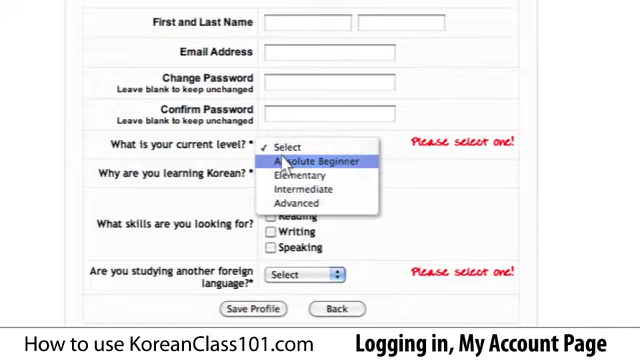 First and Last Name
Email Address
Change Password
Leave blank to keep unchanged
Confirm Password
Leave blank to keep unchanged
What is your current level? *
✓ Select
Please select one!
Absolute Beginner
Why are you learning Korean? *
Elementary
Intermediate
Advanced
What skills are you looking for?
Reading
Writing
Speaking
Are you studying another foreign
language?*
Select
Please select one!
Save Profile
Back
How to use KoreanClass101.com
Logging in, My Account Page